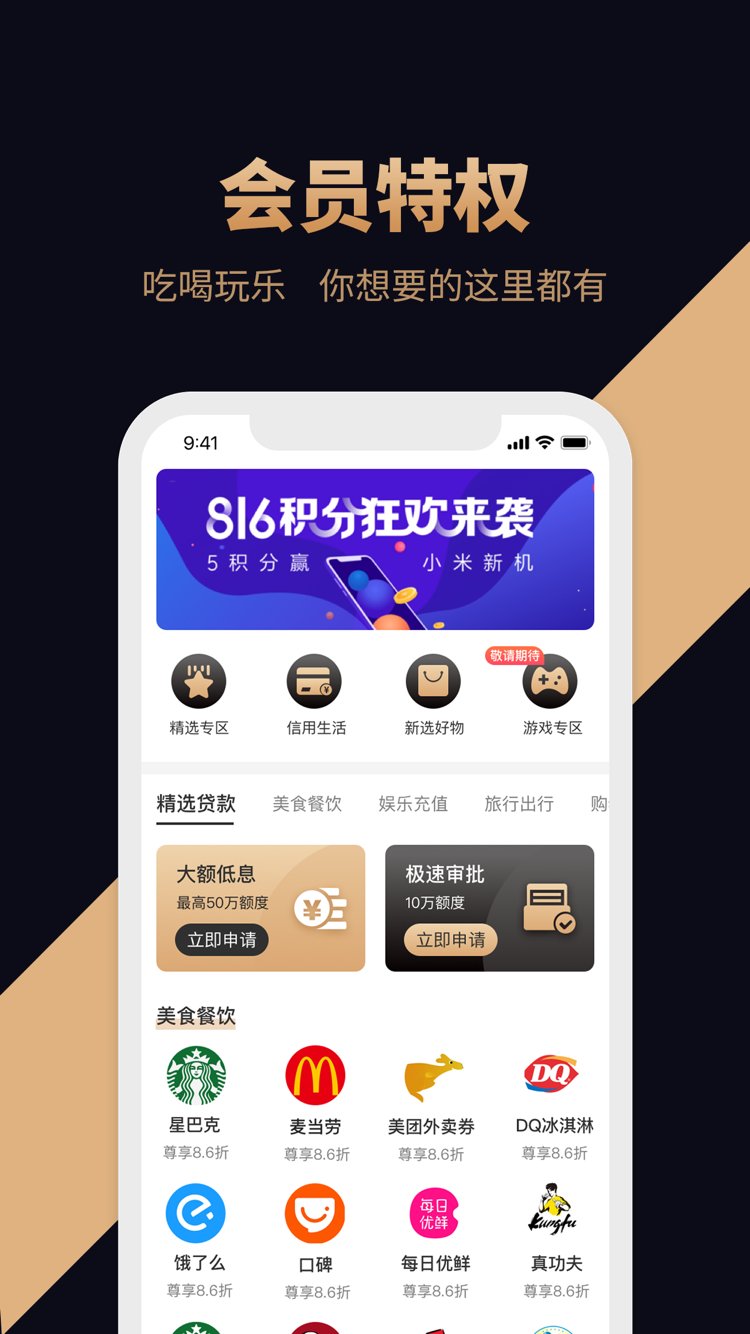 会员特权
吃喝玩乐 你想要的这里都有
9:41
816积分狂欢来袭
5积分赢 小米新机
敬请期待
精选专区 信用生活 新选好物 游戏专区
精选贷款 美食餐饮 娱乐充值 旅行出行 购
大额低息 极速审批
最高50万额度 10万额度
立即申请 立即申请
美食餐饮
DQ
星巴克 麦当劳 美团外卖券 DQ冰淇淋
尊享8.6折 尊享8.6折 尊享8.6折 尊享8.6折
每日
优鲜
Kungfu
饿了么 口碑 每日优鲜 真功夫
尊享8.6折 尊享8.6折 尊享8.6折 尊享8.6折